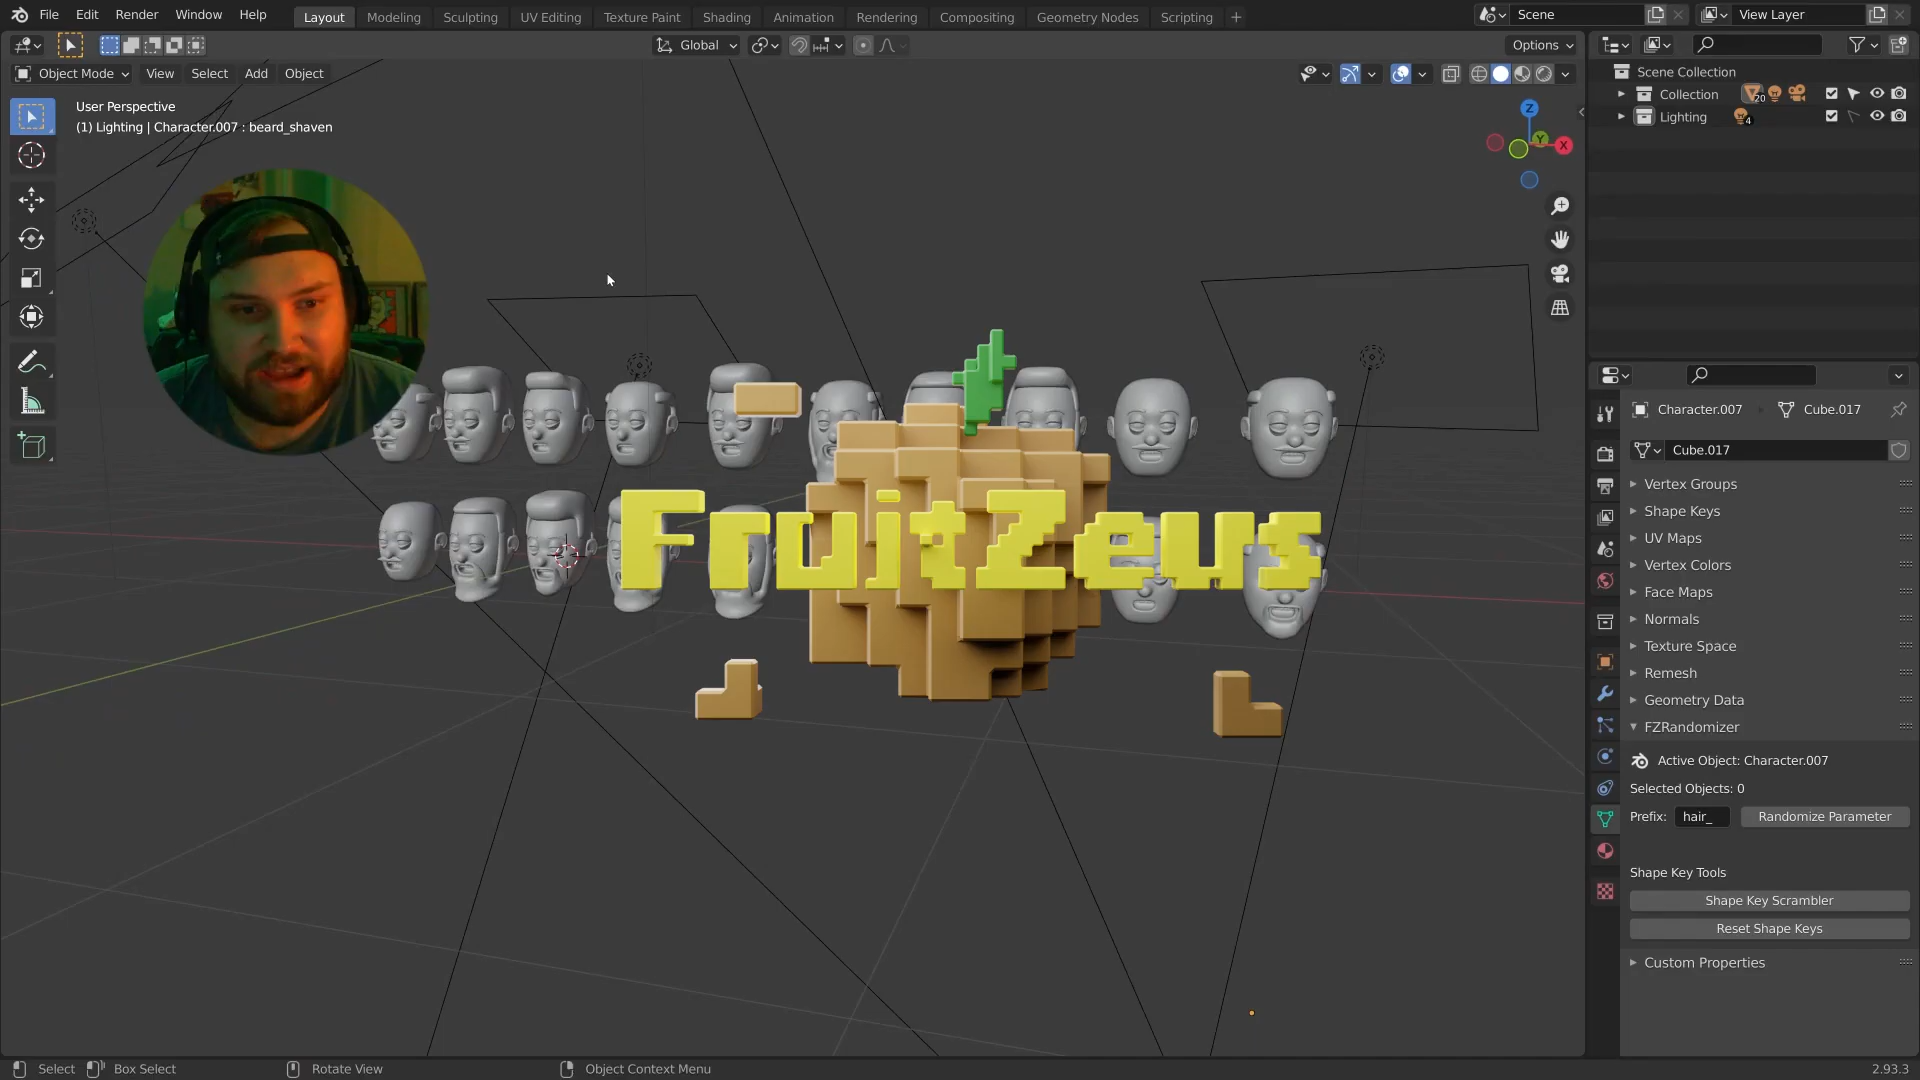 File Edit Render Window Help Layout Modeling Sculpting UV Editing Texture Paint Shading Animation Rendering Compositing Geometry Nodes Scripting + Scene View Layer
Global Options
Object Mode View Select Add Object
User Perspective
(1) Lighting | Character.007 : beard_shaven
Z
Y
X
FruitZeus
Scene Collection
Collection 20
Lighting 4
Character.007 Cube.017
Cube.017
Vertex Groups
Shape Keys
UV Maps
Vertex Colors
Face Maps
Normals
Texture Space
Remesh
Geometry Data
FZRandomizer
Active Object: Character.007
Selected Objects: 0
Prefix: hair_ Randomize Parameter
Shape Key Tools
Shape Key Scrambler
Reset Shape Keys
Custom Properties
Select Box Select Rotate View Object Context Menu 2.93.3